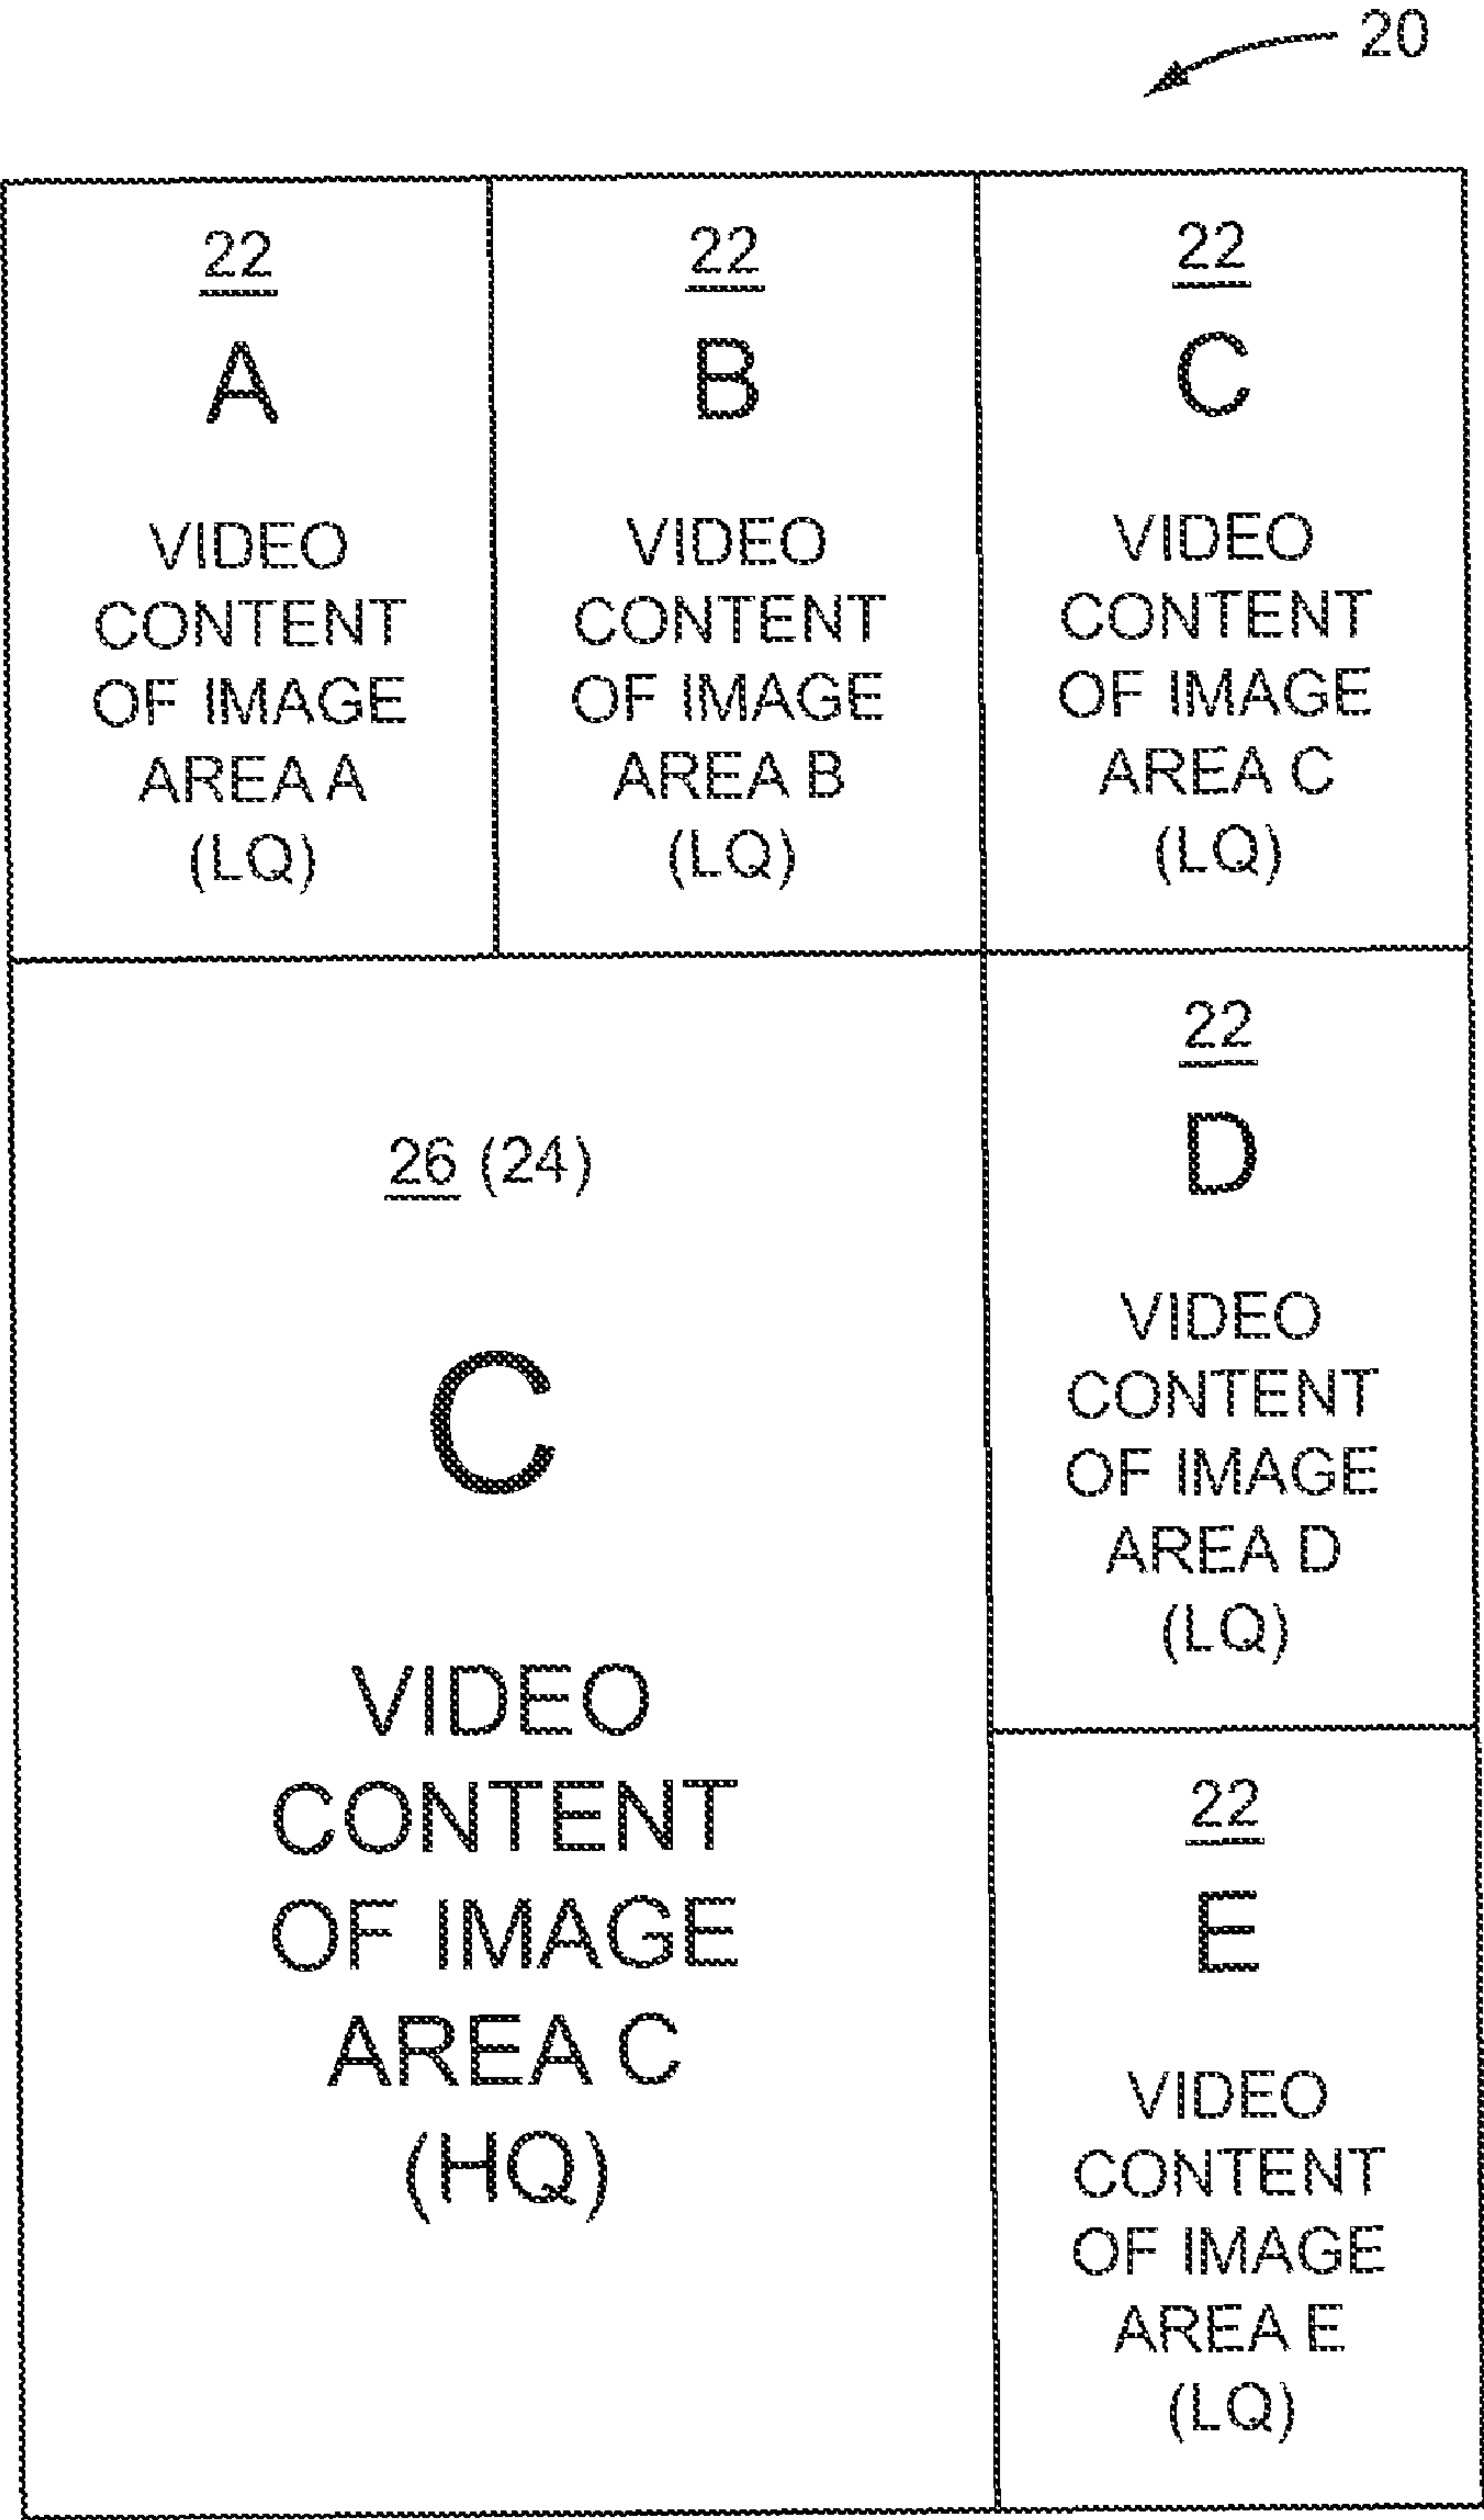 20
22
A
VIDEO
CONTENT
OF IMAGE
AREA A
(LQ)
22
B
VIDEO
CONTENT
OF IMAGE
AREA B
(LQ)
22
C
VIDEO
CONTENT
OF IMAGE
AREA C
(LQ)
26 (24)
C
VIDEO
CONTENT
OF IMAGE
AREA C
(HQ)
22
D
VIDEO
CONTENT
OF IMAGE
AREA D
(LQ)
22
E
VIDEO
CONTENT
OF IMAGE
AREA E
(LQ)